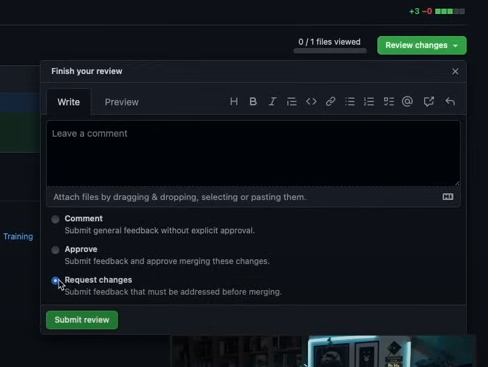 +3 −0
0 / 1 files viewed
Review changes
Finish your review
Write
Preview
Leave a comment
Attach files by dragging & dropping, selecting or pasting them.
Comment
Submit general feedback without explicit approval.
Approve
Submit feedback and approve merging these changes.
Training
Request changes
Submit feedback that must be addressed before merging.
Submit review